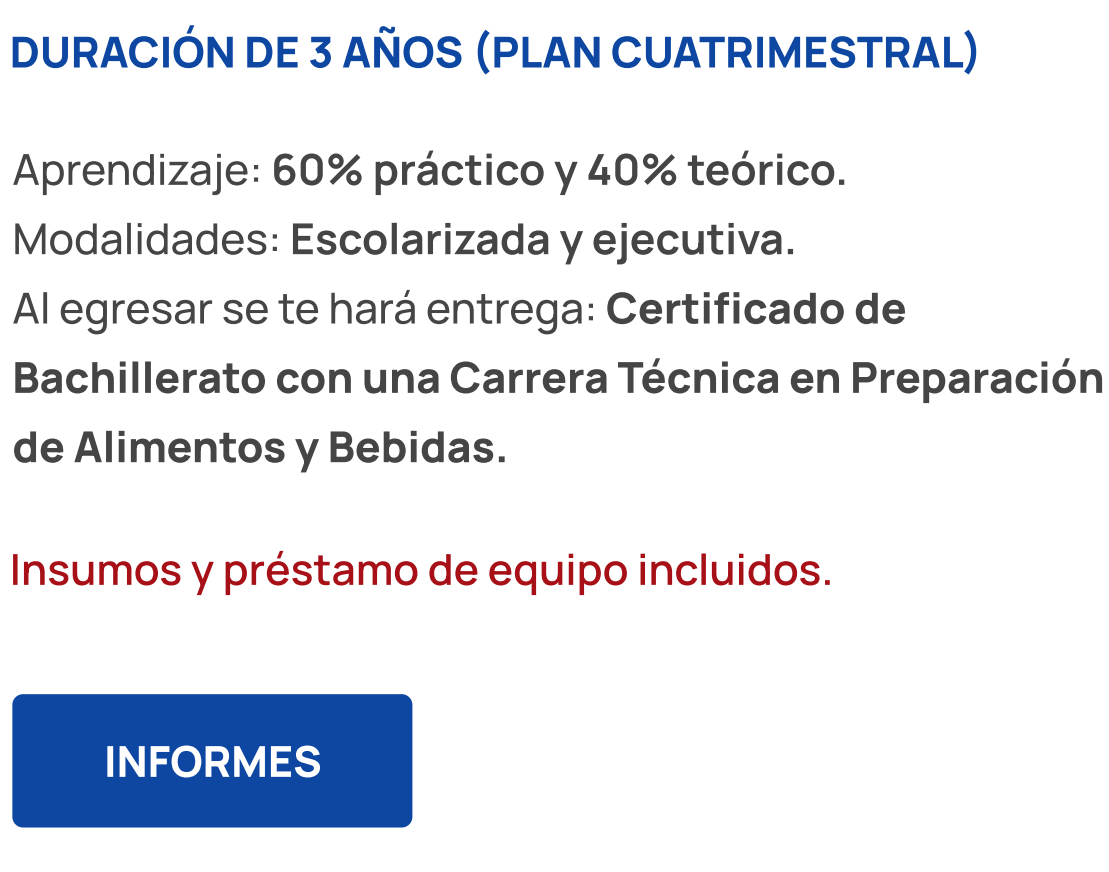 DURACIÓN DE 3 AÑOS (PLAN CUATRIMESTRAL)
Aprendizaje: 60% práctico y 40% teórico.
Modalidades: Escolarizada y ejecutiva.
Al egresar se te hará entrega: Certificado de
Bachillerato con una Carrera Técnica en Preparación
de Alimentos y Bebidas.
Insumos y préstamo de equipo incluidos.
INFORMES